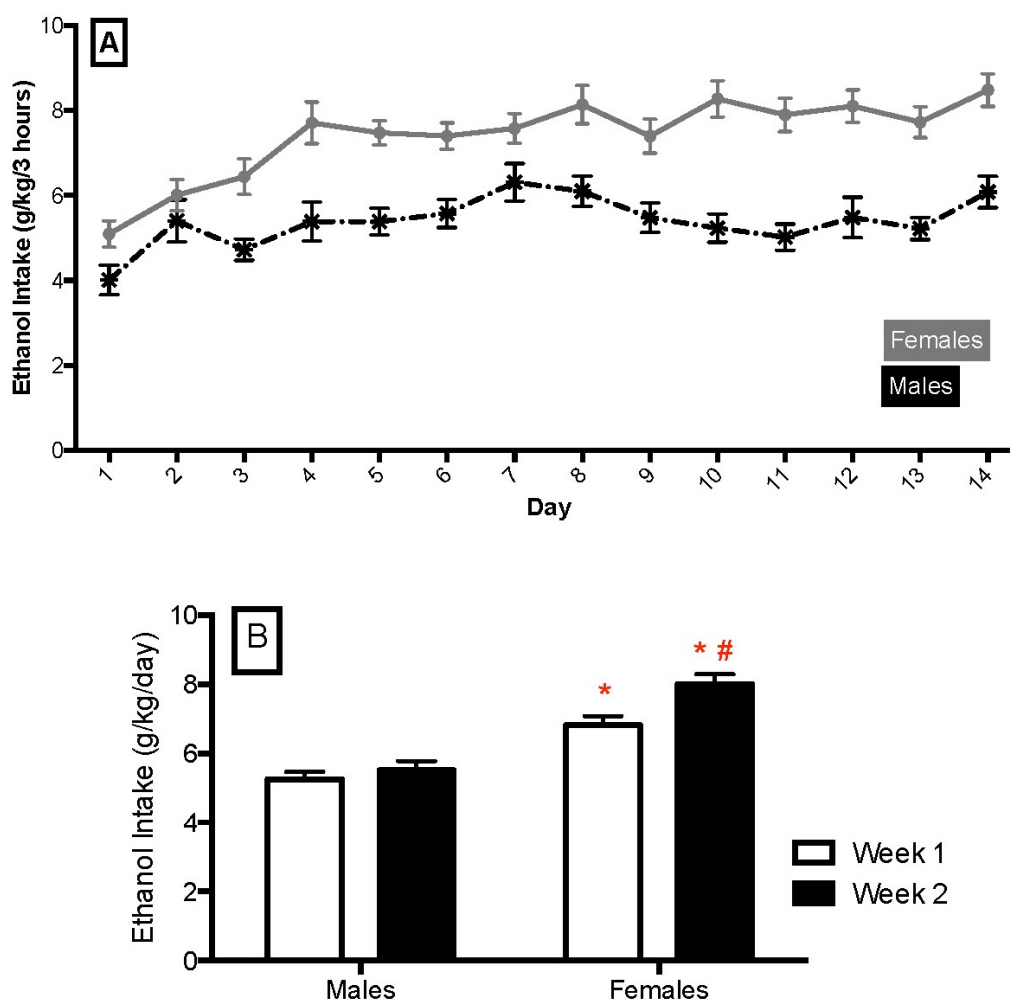 A
Ethanol Intake (g/kg/3 hours)
10
8
6
4
2
0
Females
Males
1 2 3 4 5 6 7 8 9 10 11 12 13 14
Day
B
Ethanol Intake (g/kg/day)
10
8
6
4
2
0
*
* #
Week 1
Week 2
Males Females